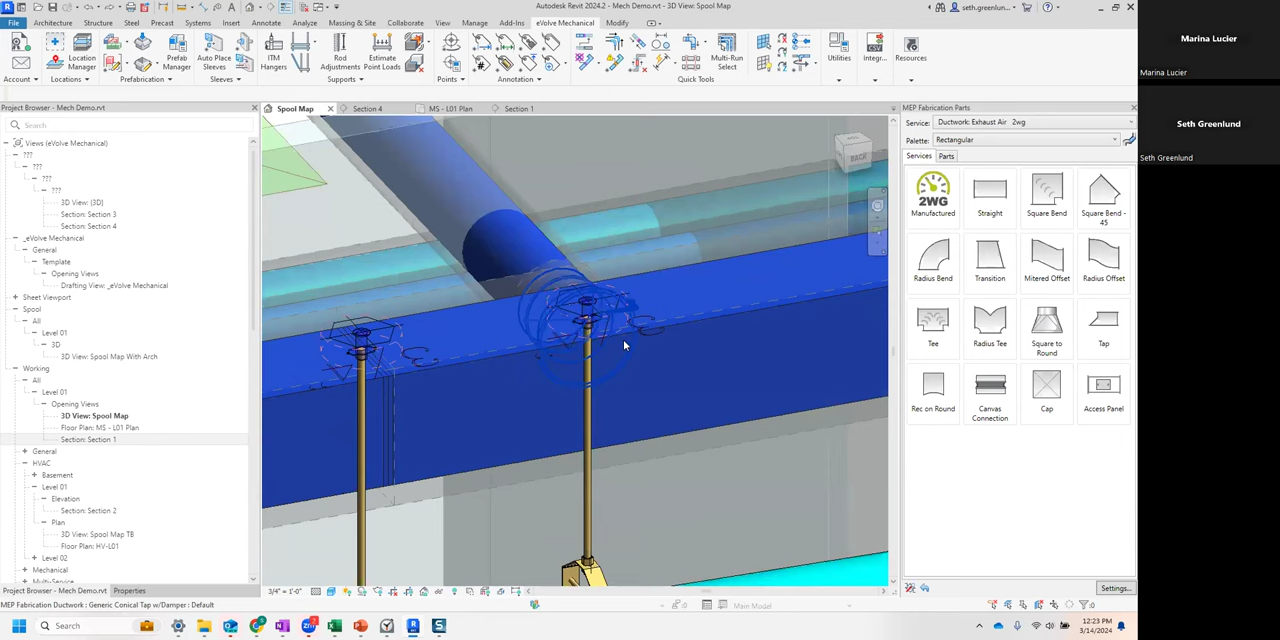 Autodesk Revit 2024.2 - Mech Demo.rvt - 3D View: Spool Map
seth.greenlun...
File Architecture Structure Steel Precast Systems Insert Annotate Analyze Massing & Site Collaborate View Manage Add-Ins eVolve Mechanical Modify
Location Manager
Prefab Manager
Auto Place Sleeves
ITM Hangers
Rod Adjustments
Estimate Point Loads
Multi-Run Select
Utilities
Integr...
Resources
Account Locations Prefabrication Sleeves Supports Points Annotation Quick Tools
Project Browser - Mech Demo.rvt
Search
Views (eVolve Mechanical)
???
???
???
3D View: {3D}
Section: Section 3
Section: Section 4
_eVolve Mechanical
General
Template
Opening Views
Drafting View: _eVolve Mechanical
Sheet Viewport
Spool
All
Level 01
3D
3D View: Spool Map With Arch
Working
All
Level 01
Opening Views
3D View: Spool Map
Floor Plan: MS - L01 Plan
Section: Section 1
General
HVAC
Basement
Level 01
Elevation
Section: Section 2
Plan
3D View: Spool Map TB
Floor Plan: HV-L01
Level 02
Mechanical
Multi-Service
Project Browser - Mech Demo.rvt Properties
Spool Map Section 4 MS - L01 Plan Section 1
BACK
3/4" = 1'-0"
MEP Fabrication Parts
Service: Ductwork: Exhaust Air 2wg
Palette: Rectangular
Services Parts
2WG
Manufactured Straight Square Bend Square Bend - 45
Radius Bend Transition Mitered Offset Radius Offset
Tee Radius Tee Square to Round Tap
Rec on Round Canvas Connection Cap Access Panel
Settings...
MEP Fabrication Ductwork : Generic Conical Tap w/Damper : Default
:0
Main Model
:0
Search
12:23 PM
3/14/2024
Marina Lucier
Marina Lucier
Seth Greenlund
Seth Greenlund